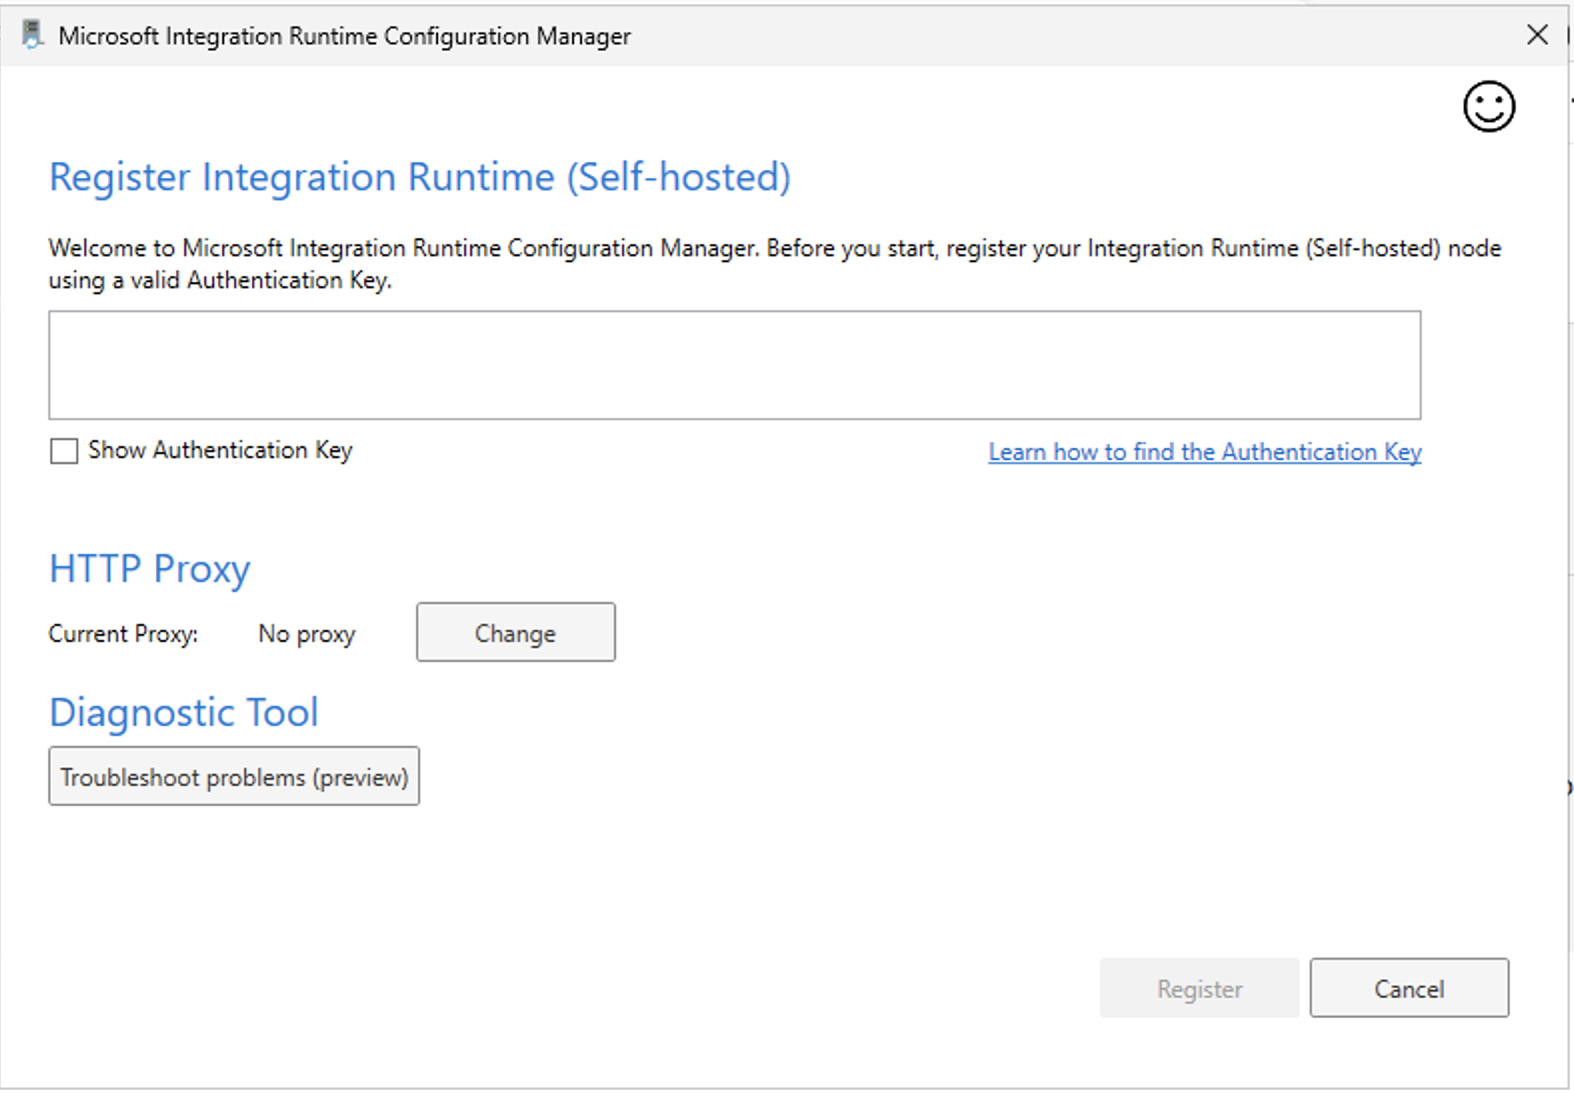 Microsoft Integration Runtime Configuration Manager
Register Integration Runtime (Self-hosted)
Welcome to Microsoft Integration Runtime Configuration Manager. Before you start, register your Integration Runtime (Self-hosted) node
using a valid Authentication Key.
Show Authentication Key
Learn how to find the Authentication Key
HTTP Proxy
Current Proxy:
No proxy
Change
Diagnostic Tool
Troubleshoot problems (preview)
Register
Cancel